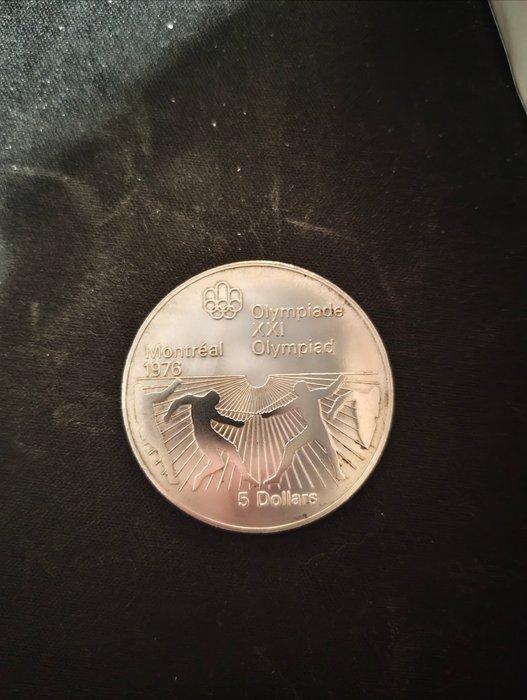 Olympiade
XXI
Olympiad
Montréal
1976
5 Dollars